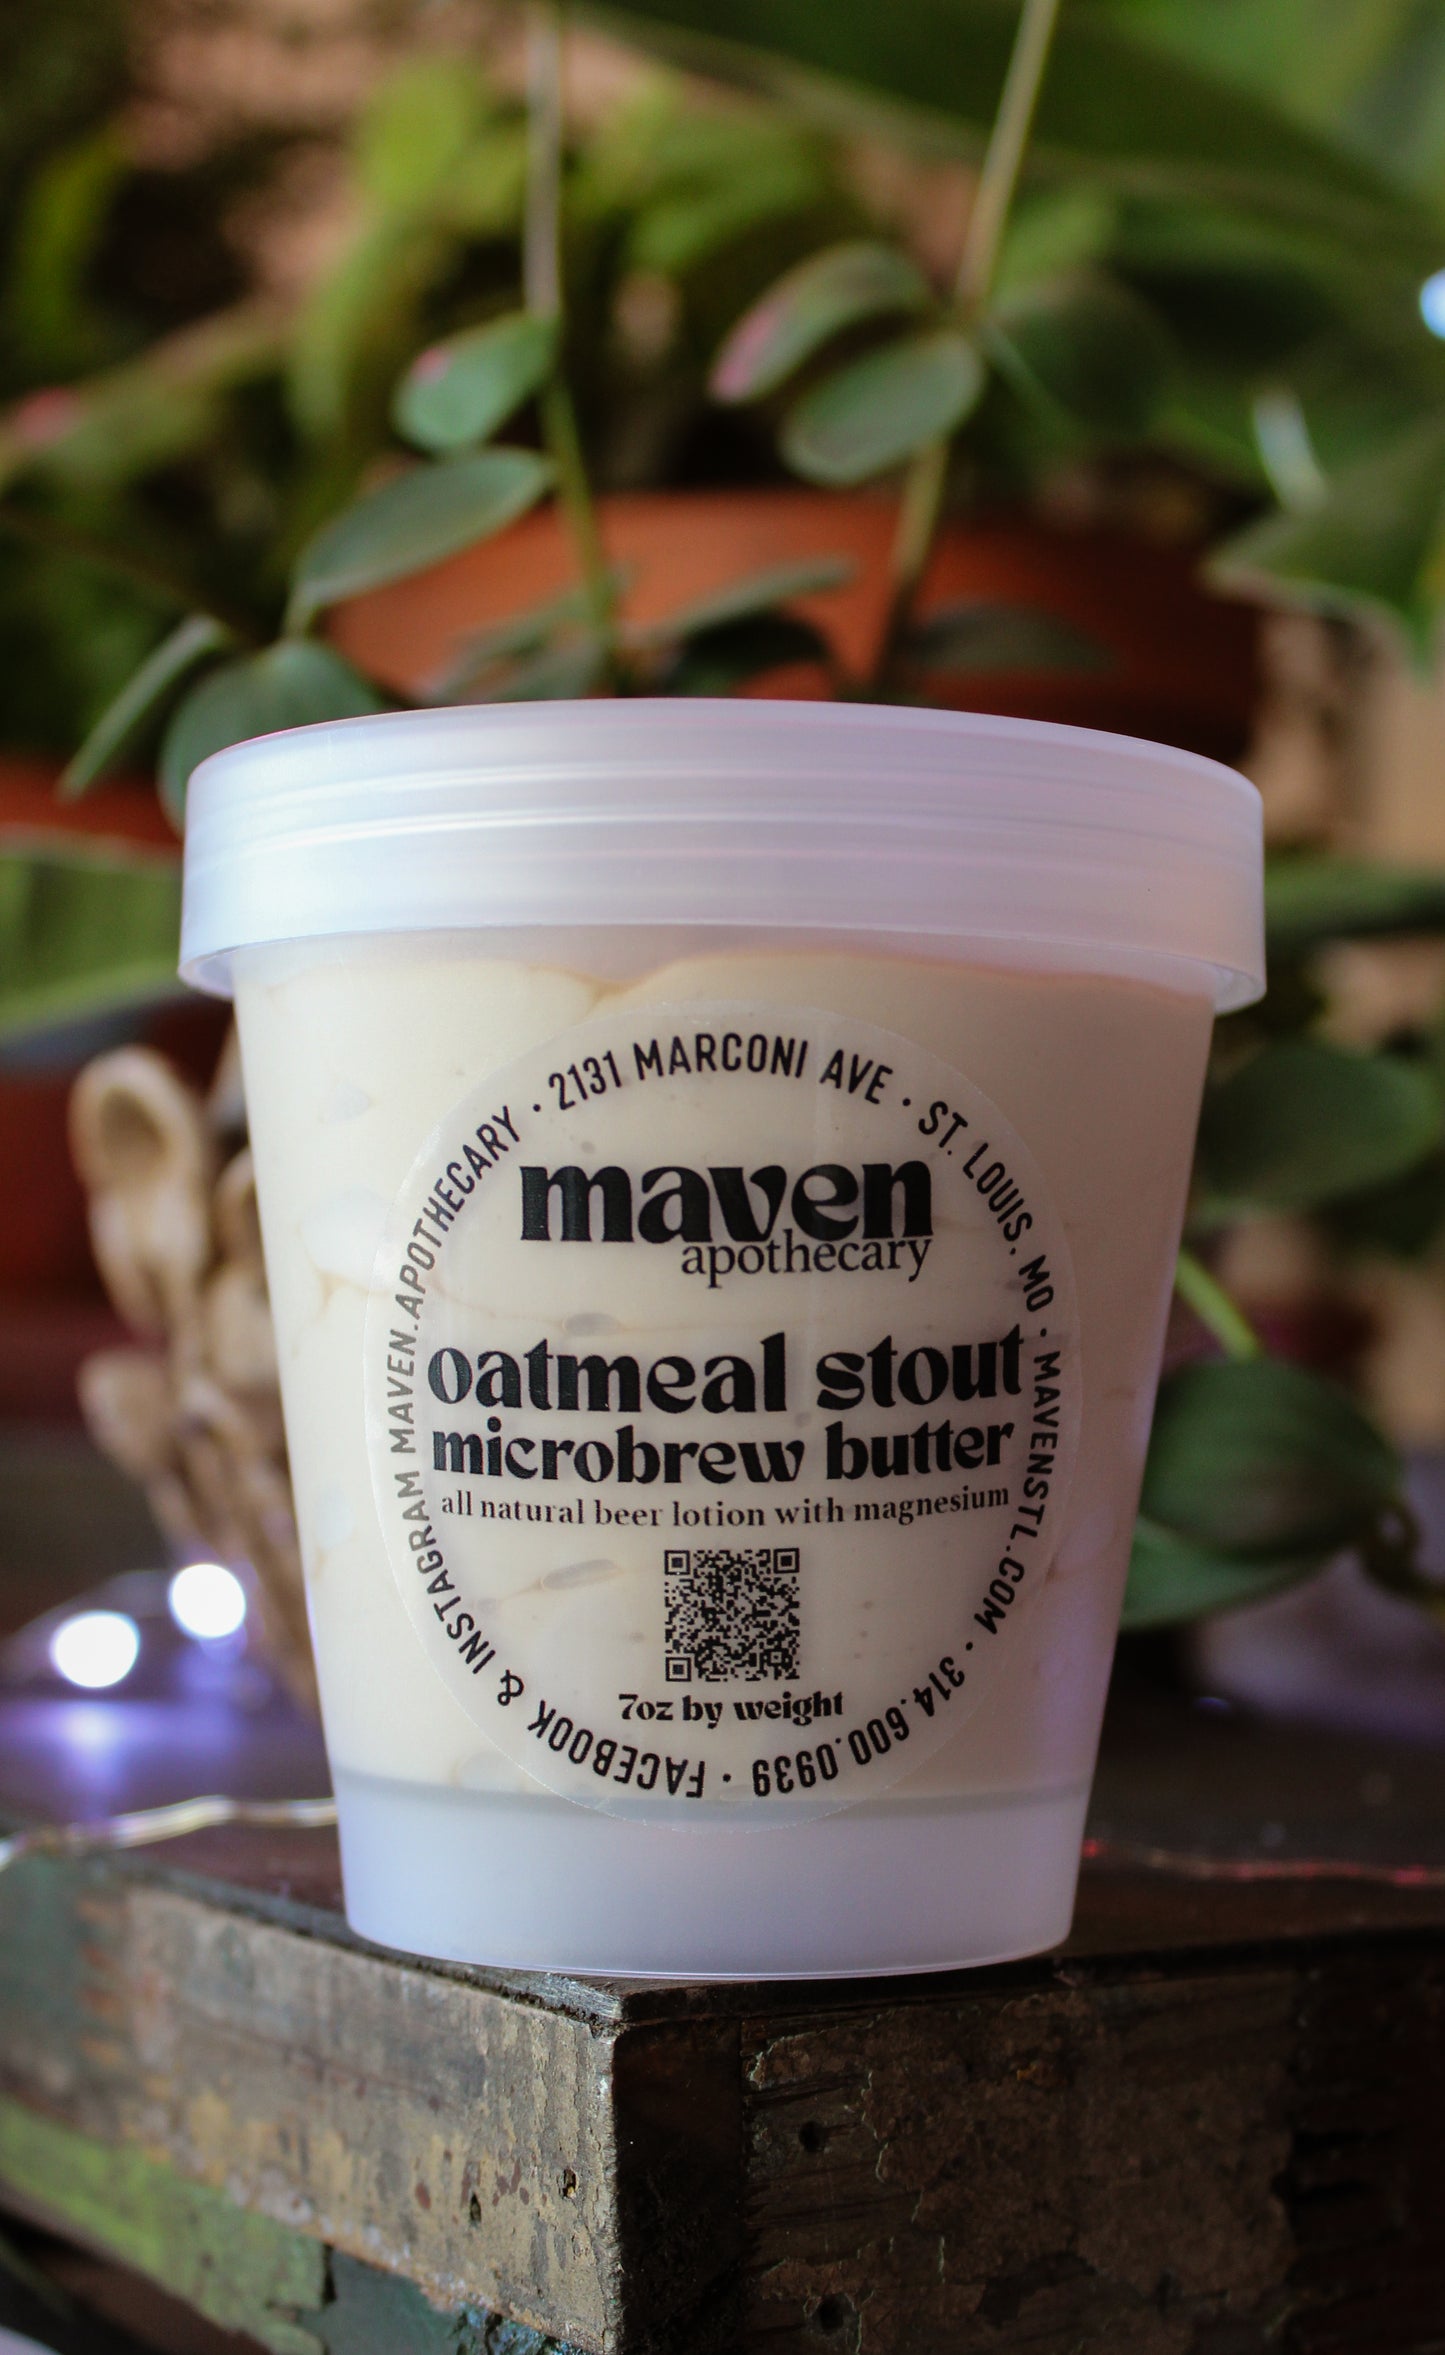 2131 MARCONI AVE • ST. LOUIS, MO • MAVENSTL.COM • 314.600.0939 • FACEBOOK & INSTAGRAM MAVEN.APOTHECARY •
maven
apothecary
oatmeal stout
microbrew butter
all natural beer lotion with magnesium
7oz by weight